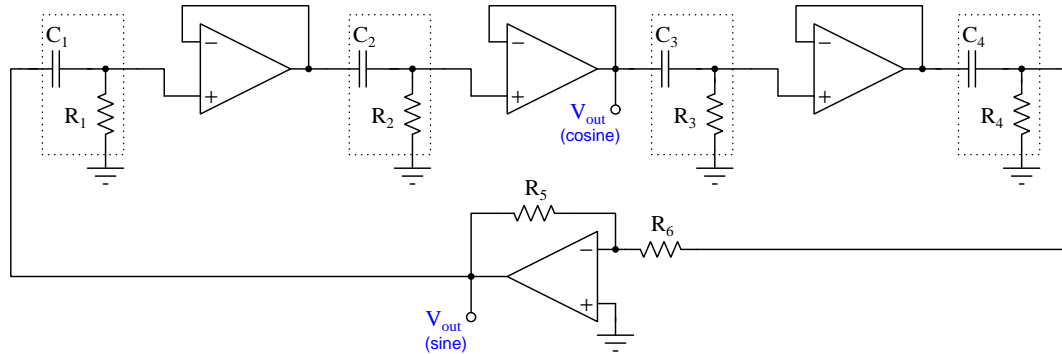 C1
C2
C3
C4
−
−
−
+
+
+
R1
R2
Vout
(cosine)
R3
R4
R5
R6
−
+
Vout
(sine)